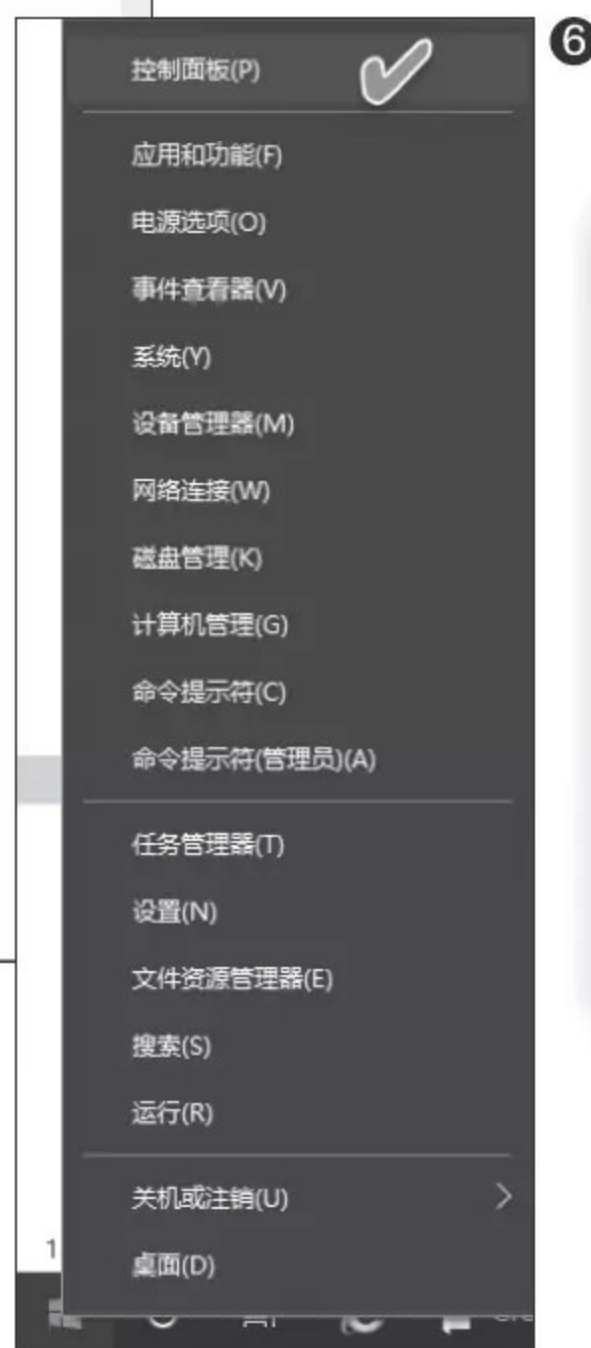 ❻
控制面板(P)
应用和功能(F)
电源选项(O)
事件查看器(V)
系统(Y)
设备管理器(M)
网络连接(W)
磁盘管理(K)
计算机管理(G)
命令提示符(C)
命令提示符(管理员)(A)
任务管理器(T)
设置(N)
文件资源管理器(E)
搜索(S)
运行(R)
关机或注销(U)
1
桌面(D)